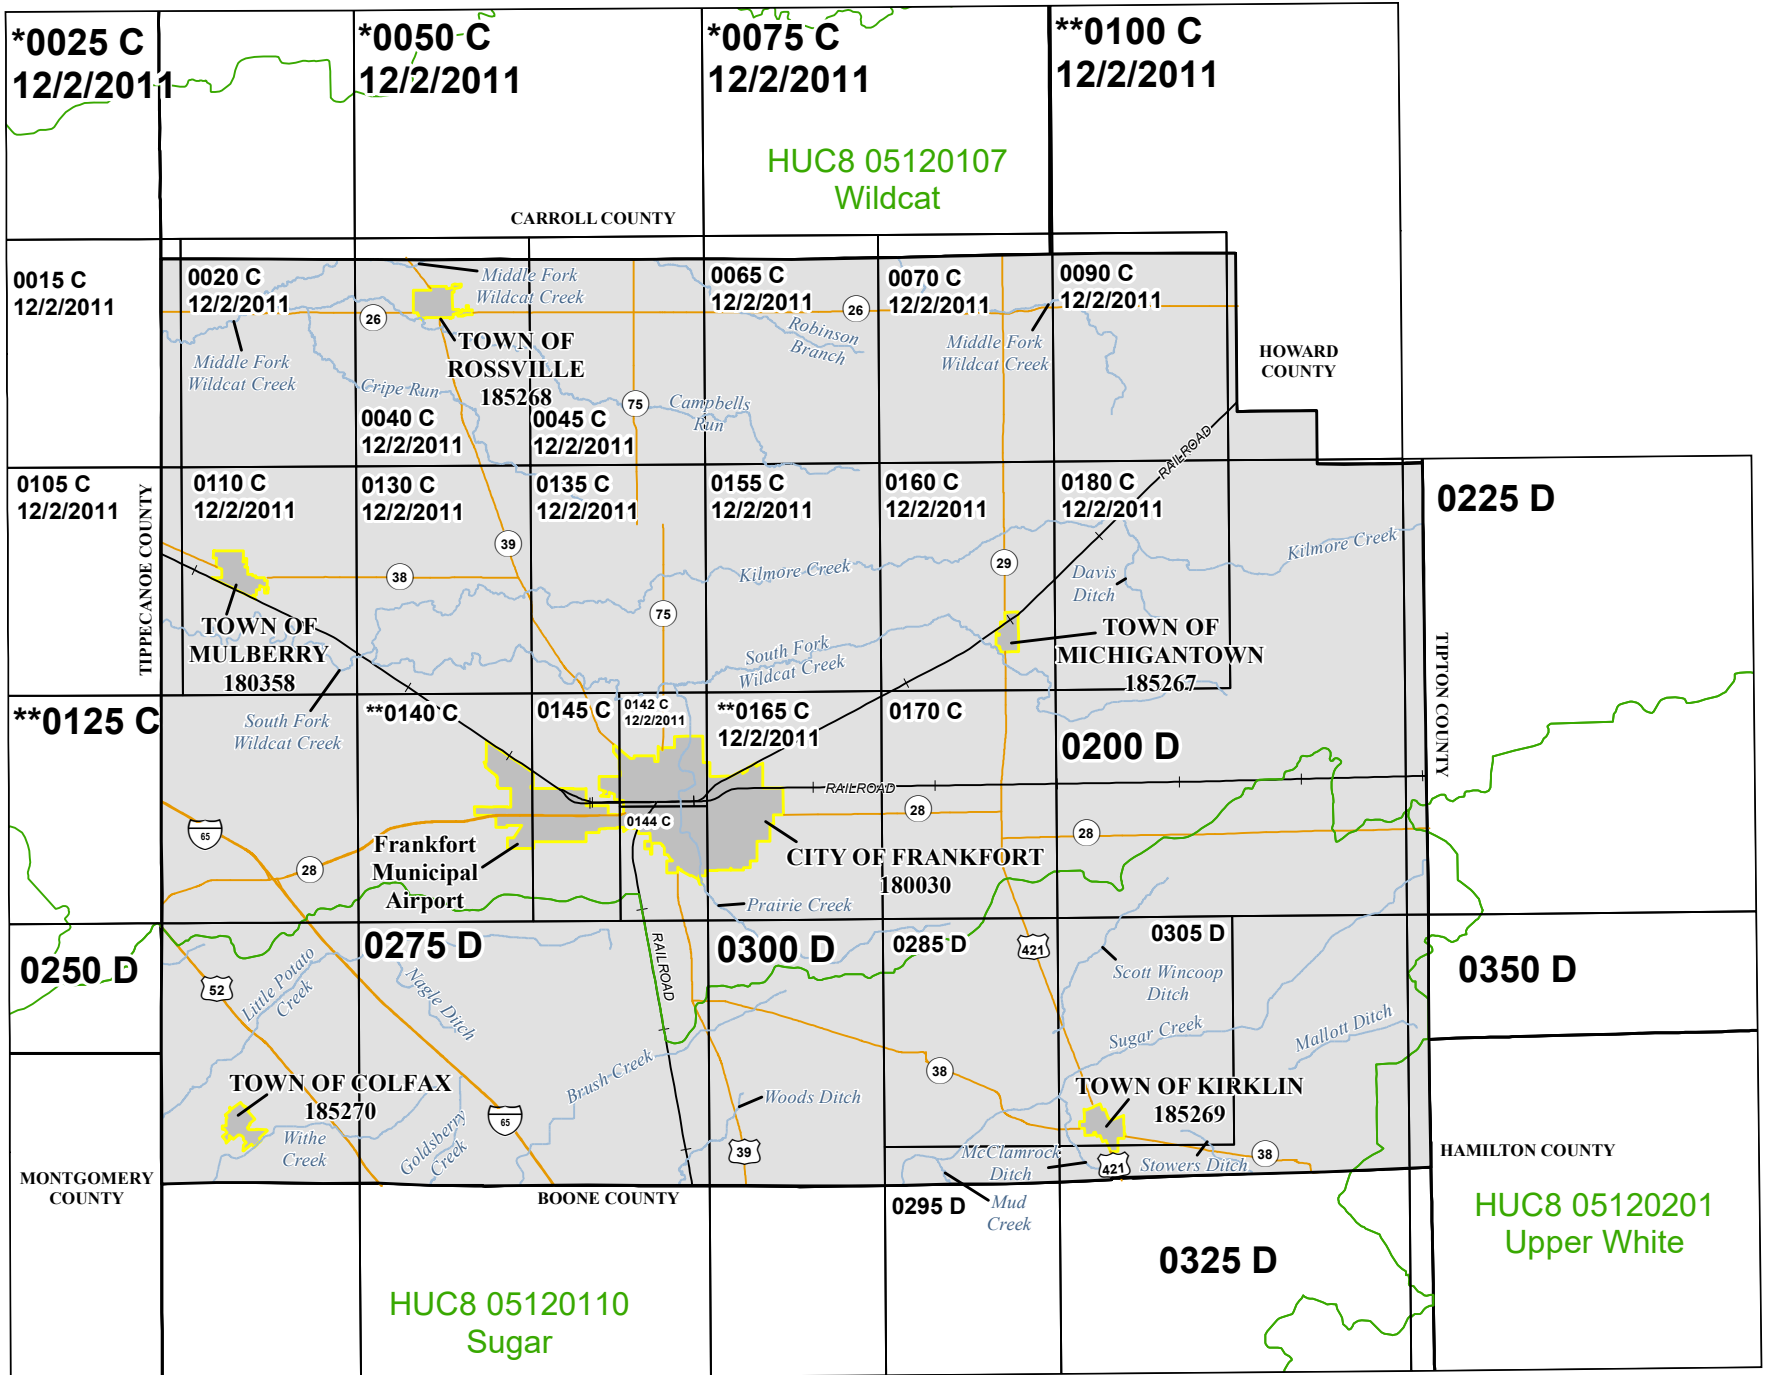 *0025 C
12/2/2011
*0050 C
12/2/2011
*0075 C
12/2/2011
**0100 C
12/2/2011
HUC8 05120107
Wildcat
CARROLL COUNTY
0015 C
12/2/2011
0020 C
12/2/2011
Middle Fork
Wildcat Creek
0065 C
12/2/2011
0070 C
12/2/2011
0090 C
12/2/2011
26
26
Middle Fork
Wildcat Creek
TOWN OF
ROSSVILLE
185268
Robinson
Branch
Middle Fork
Wildcat Creek
HOWARD
COUNTY
Cripe Run
0040 C
12/2/2011
0045 C
12/2/2011
75
Campbells
Run
RAILROAD
0105 C
12/2/2011
0110 C
12/2/2011
0130 C
12/2/2011
0135 C
12/2/2011
0155 C
12/2/2011
0160 C
12/2/2011
0180 C
12/2/2011
0225 D
TIPPECANOE COUNTY
39
38
75
Kilmore Creek
29
Davis
Ditch
Kilmore Creek
TOWN OF
MULBERRY
180358
South Fork
Wildcat Creek
TOWN OF
MICHIGANTOWN
185267
TIPTON COUNTY
**0125 C
South Fork
Wildcat Creek
**0140 C
0145 C
0142 C
12/2/2011
**0165 C
12/2/2011
0170 C
0200 D
RAILROAD
65
28
0144 C
28
28
Frankfort
Municipal
Airport
CITY OF FRANKFORT
180030
Prairie Creek
0250 D
0275 D
0300 D
0285 D
421
0305 D
0350 D
52
Little Potato
Creek
Nagle Ditch
RAILROAD
Scott Wincoop
Ditch
Sugar Creek
Mallott Ditch
TOWN OF COLFAX
185270
Withe
Creek
Goldsberry
Creek
65
Brush Creek
Woods Ditch
38
TOWN OF KIRKLIN
185269
39
McClamrock
Ditch
421
Stowers Ditch
38
MONTGOMERY
COUNTY
BOONE COUNTY
0295 D
Mud
Creek
HAMILTON COUNTY
HUC8 05120201
Upper White
0325 D
HUC8 05120110
Sugar